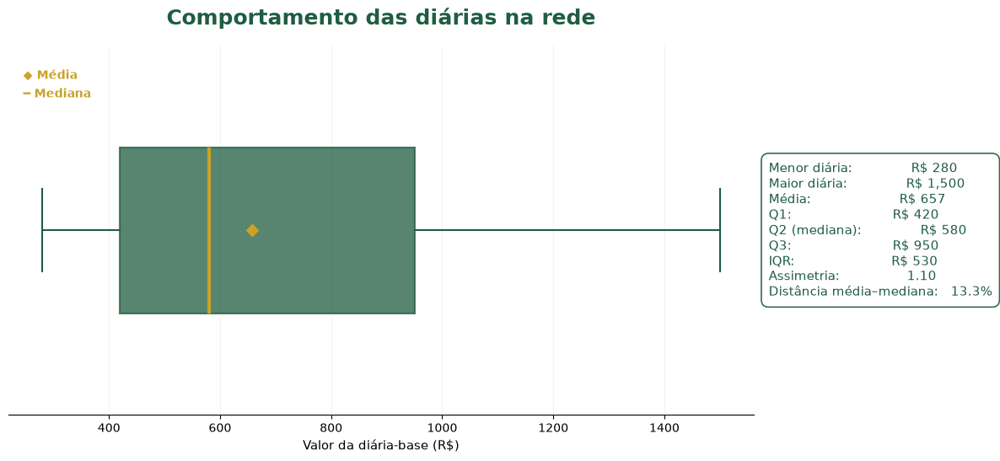 Comportamento das diárias na rede
◆ Média
– Mediana
Menor diária: R$ 280
Maior diária: R$ 1,500
Média: R$ 657
Q1: R$ 420
Q2 (mediana): R$ 580
Q3: R$ 950
IQR: R$ 530
Assimetria: 1.10
Distância média–mediana: 13.3%
400 600 800 1000 1200 1400
Valor da diária-base (R$)